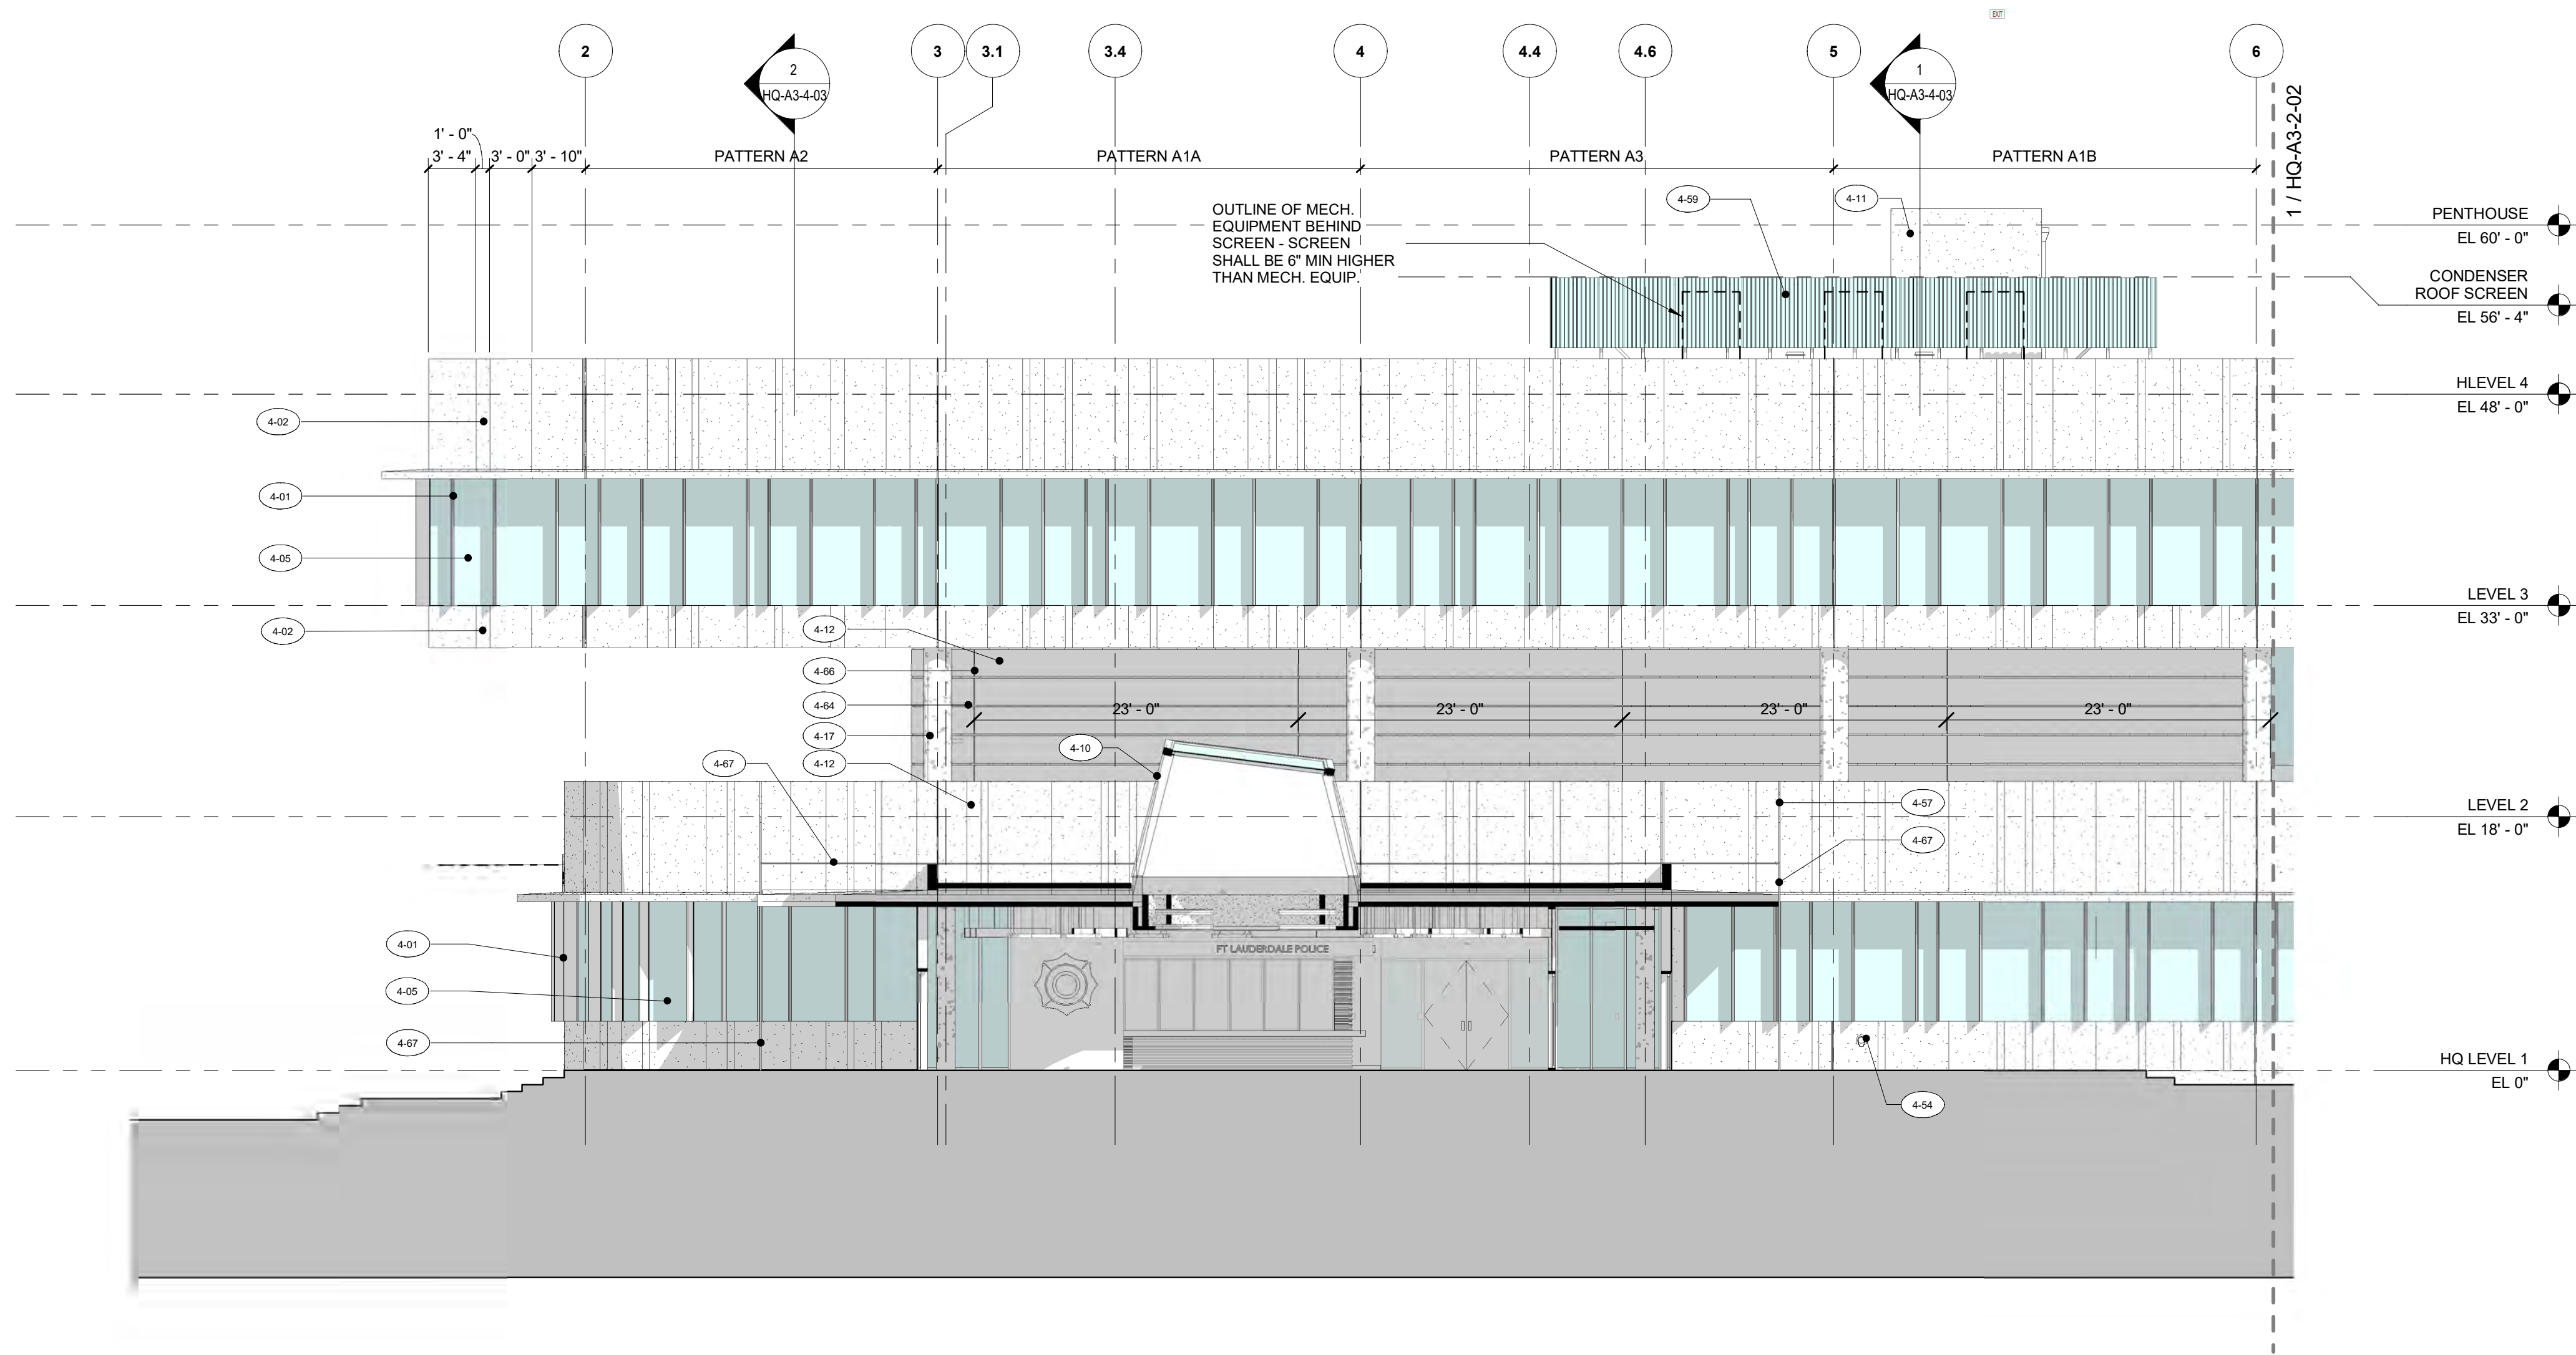 EXIT
2
3
3.1
3.4
4
4.4
4.6
5
6
2
HQ-A3-4-03
1
HQ-A3-4-03
1 / HQ-A3-2-02
1' - 0"
3' - 4"
3' - 0"
3' - 10"
PATTERN A2
PATTERN A1A
PATTERN A3
PATTERN A1B
OUTLINE OF MECH.
EQUIPMENT BEHIND
SCREEN - SCREEN
SHALL BE 6" MIN HIGHER
THAN MECH. EQUIP.
4-59
4-11
PENTHOUSE
EL 60' - 0"
CONDENSER
ROOF SCREEN
EL 56' - 4"
HLEVEL 4
EL 48' - 0"
4-02
4-01
4-05
LEVEL 3
EL 33' - 0"
4-02
4-12
4-66
4-64
4-17
4-12
4-67
4-10
23' - 0"
23' - 0"
23' - 0"
23' - 0"
4-57
LEVEL 2
EL 18' - 0"
4-67
4-01
4-05
4-67
FT LAUDERDALE POLICE
HQ LEVEL 1
EL 0"
4-54